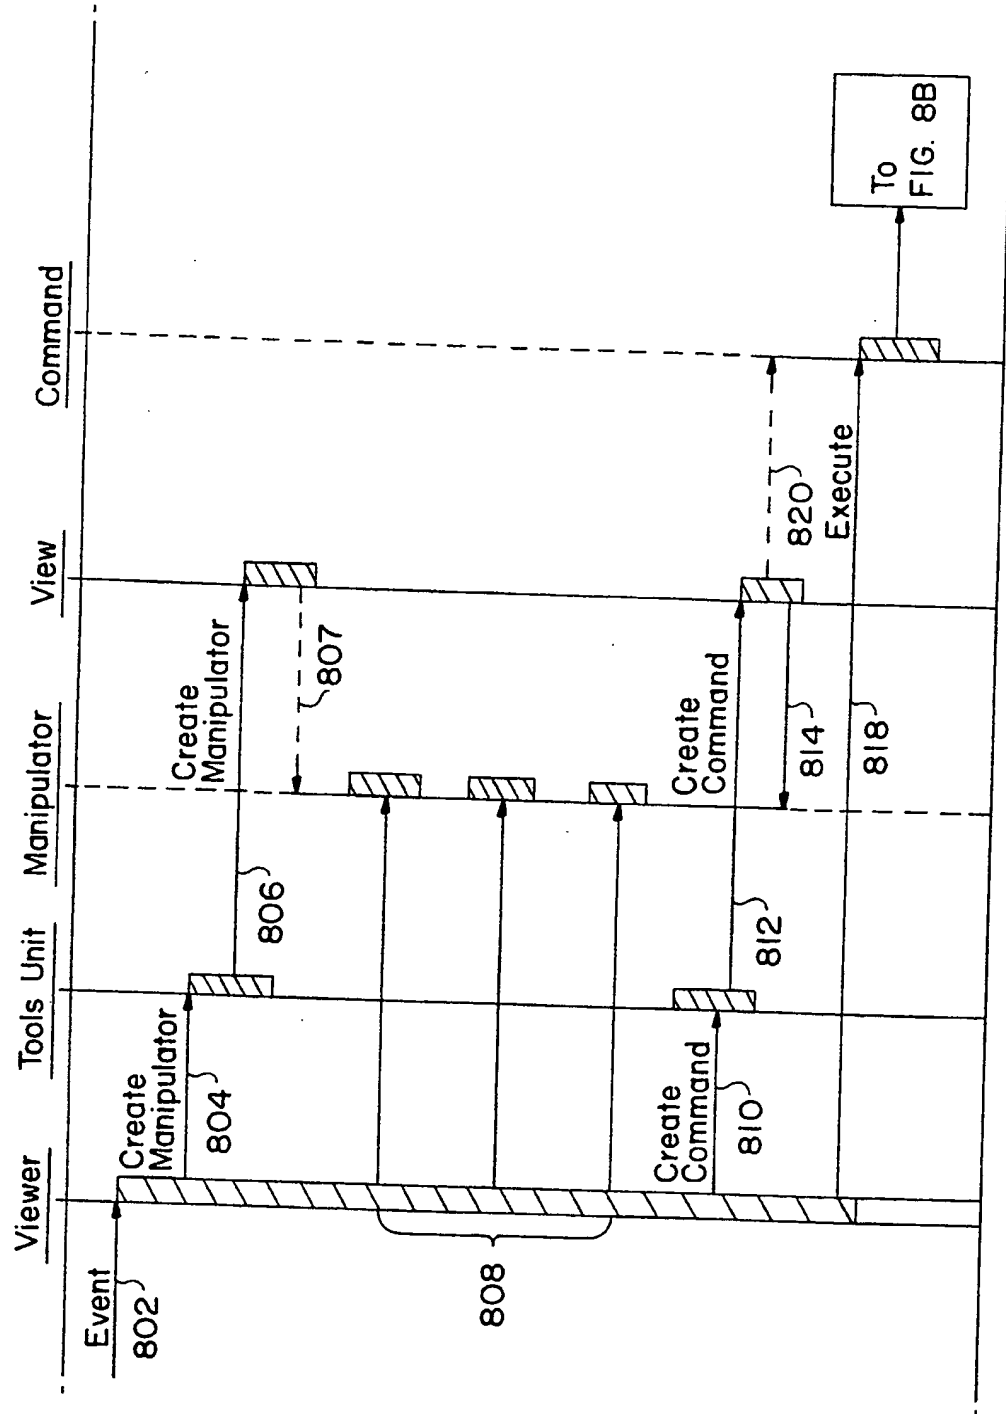 Viewer
Tools Unit
Manipulator
View
Command
Event
802
Create
Manipulator
804
806
Create
Manipulator
807
808
Create
Command
810
812
Create
Command
814
820
Execute
818
To
FIG. 8B